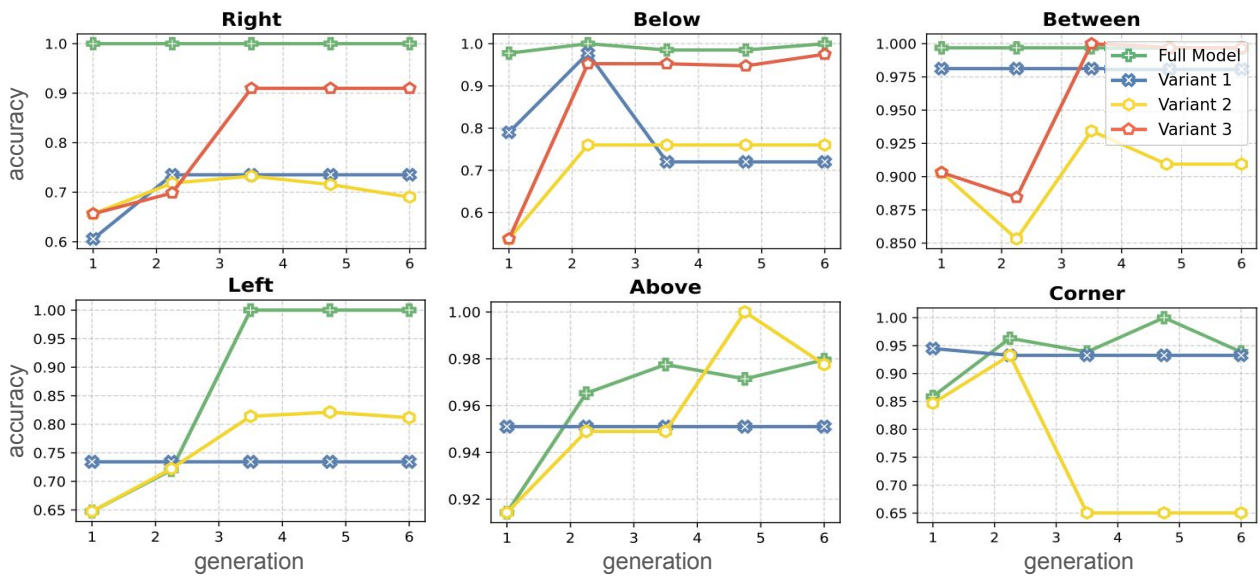 Right
Below
Between
accuracy
1.0
0.9
0.8
0.7
0.6
1 2 3 4 5 6
1.0
0.9
0.8
0.7
0.6
1 2 3 4 5 6
1.000
0.975
0.950
0.925
0.900
0.875
0.850
1 2 3 4 5 6
Full Model
Variant 1
Variant 2
Variant 3
Left
Above
Corner
accuracy
1.00
0.95
0.90
0.85
0.80
0.75
0.70
0.65
1 2 3 4 5 6
generation
1.00
0.98
0.96
0.94
0.92
1 2 3 4 5 6
generation
1.00
0.95
0.90
0.85
0.80
0.75
0.70
0.65
1 2 3 4 5 6
generation